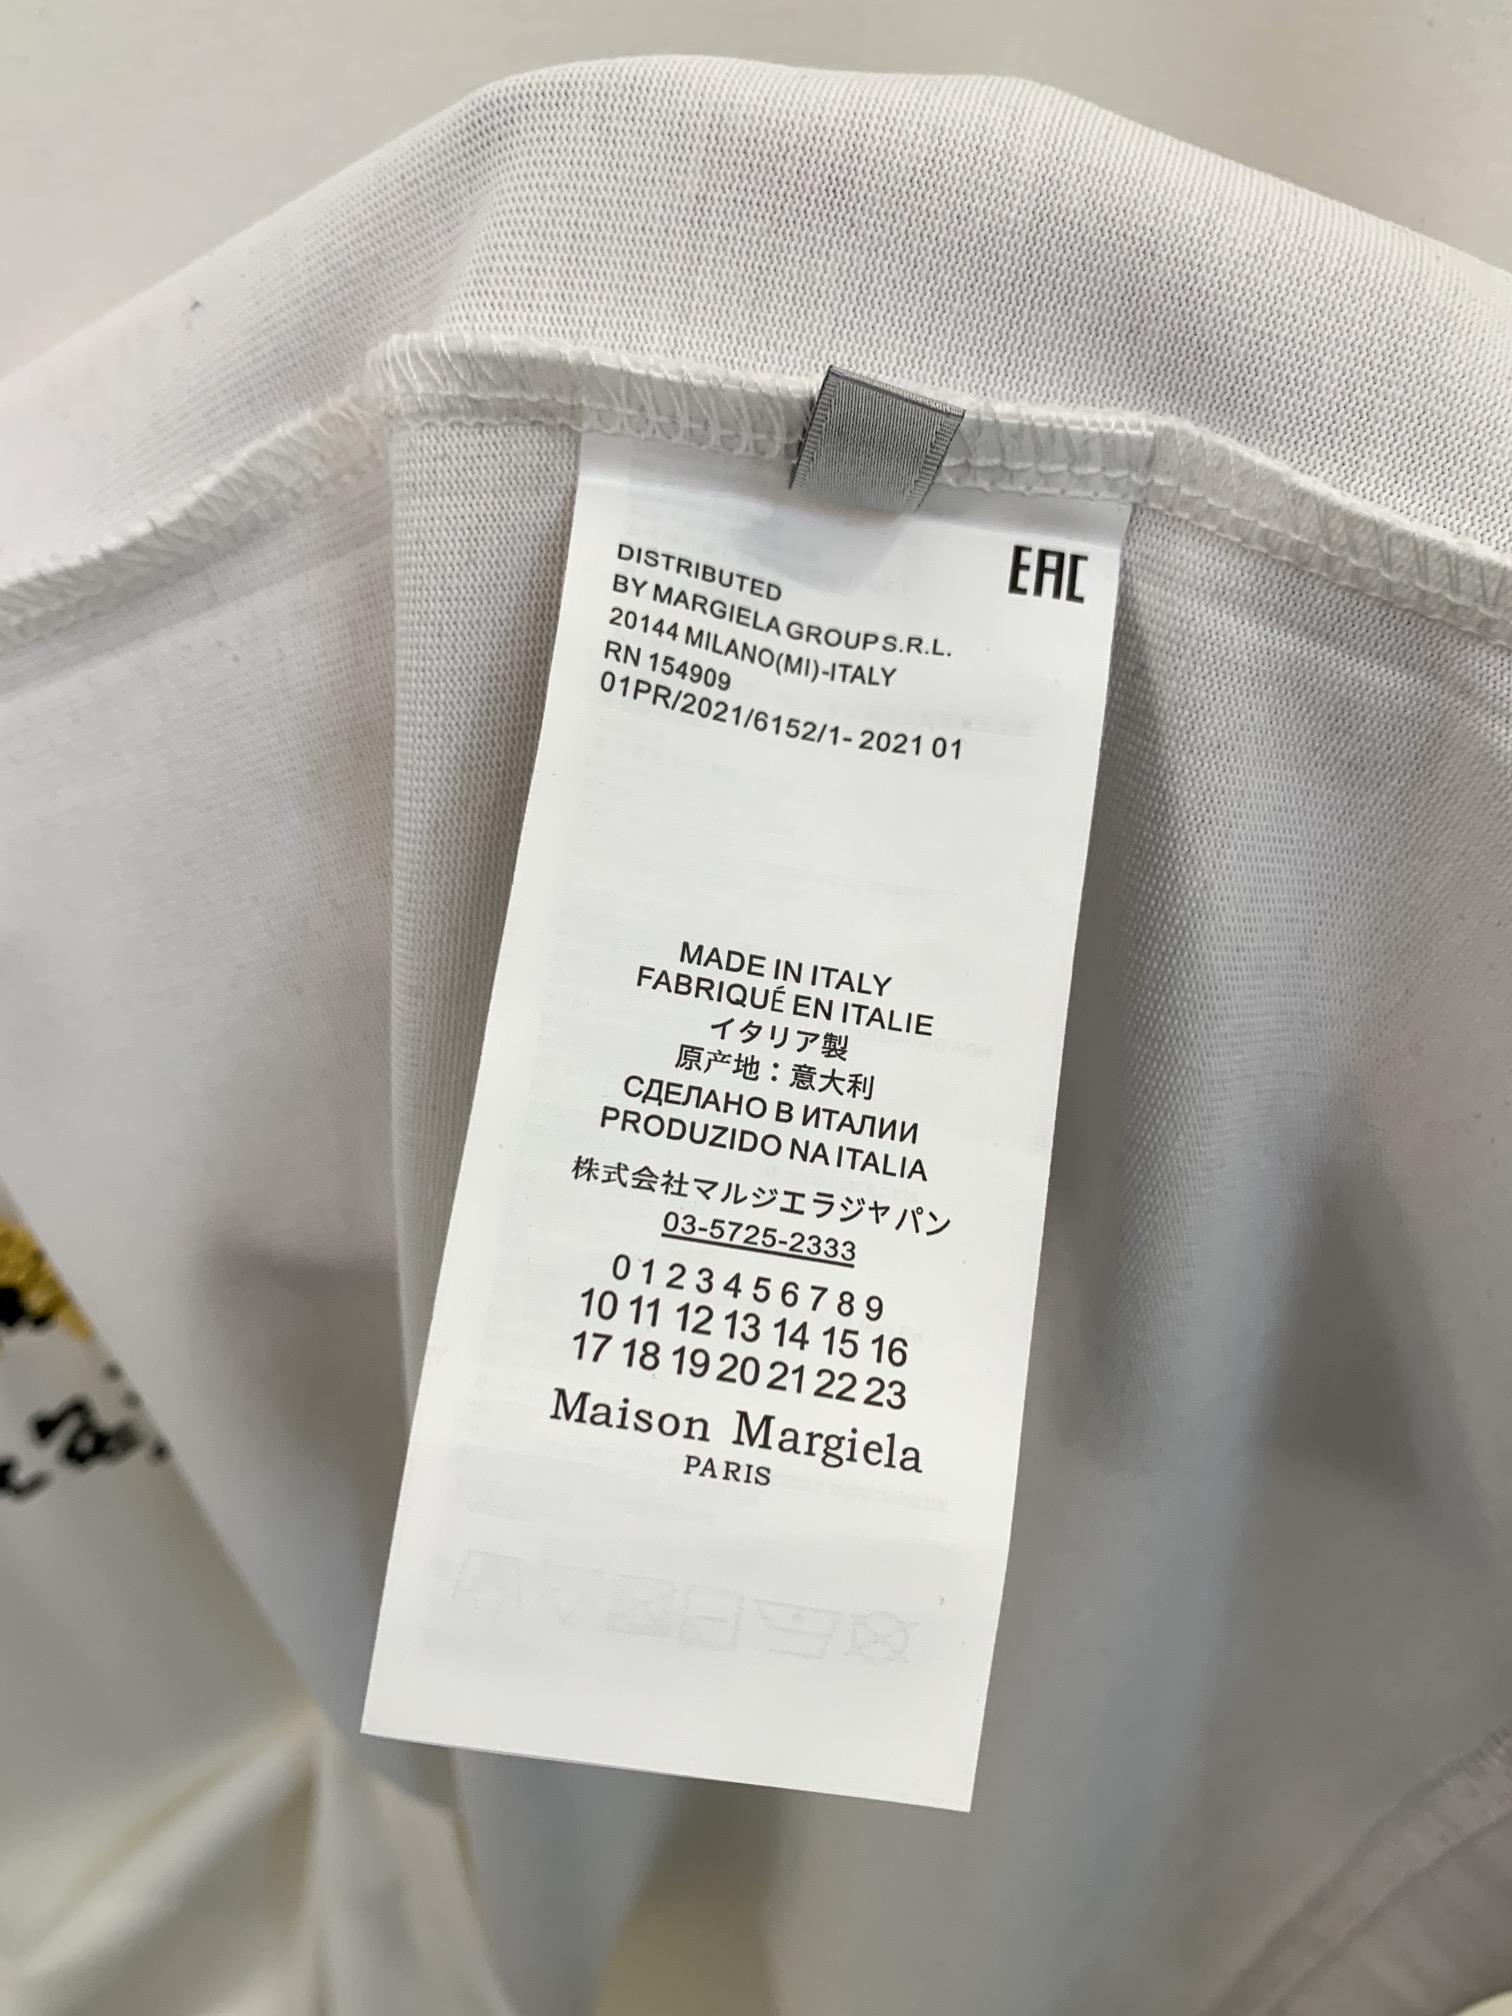 EAC
DISTRIBUTED
BY MARGIELA GROUP S.R.L.
20144 MILANO(MI)-ITALY
RN 154909
01PR/2021/6152/1- 2021 01
MADE IN ITALY
FABRIQUÉ EN ITALIE
イタリア製
原产地：意大利
СДЕЛАНО В ИТАЛИИ
PRODUZIDO NA ITALIA
株式会社マルジエラジャパン
03-5725-2333
0 1 2 3 4 5 6 7 8 9
10 11 12 13 14 15 16
17 18 19 20 21 22 23
Maison Margiela
PARIS